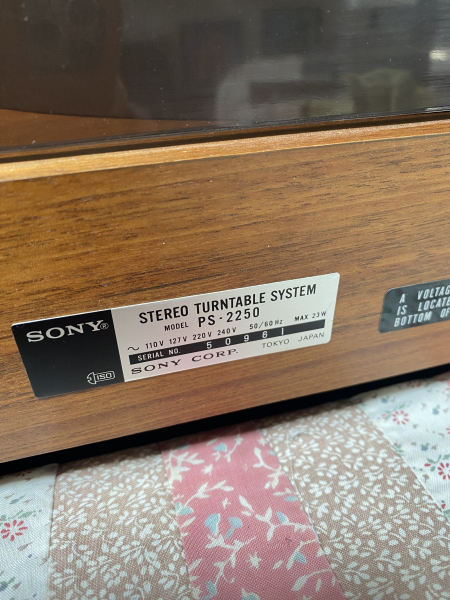 SONY®
STEREO TURNTABLE SYSTEM
MODEL PS-2250
~ 110V 127V 220V 240V 50/60Hz MAX 23W
SERIAL NO. 50961
SONY CORP. TOKYO JAPAN
ISO
A VOLTAG
IS LOCATE
BOTTOM OF